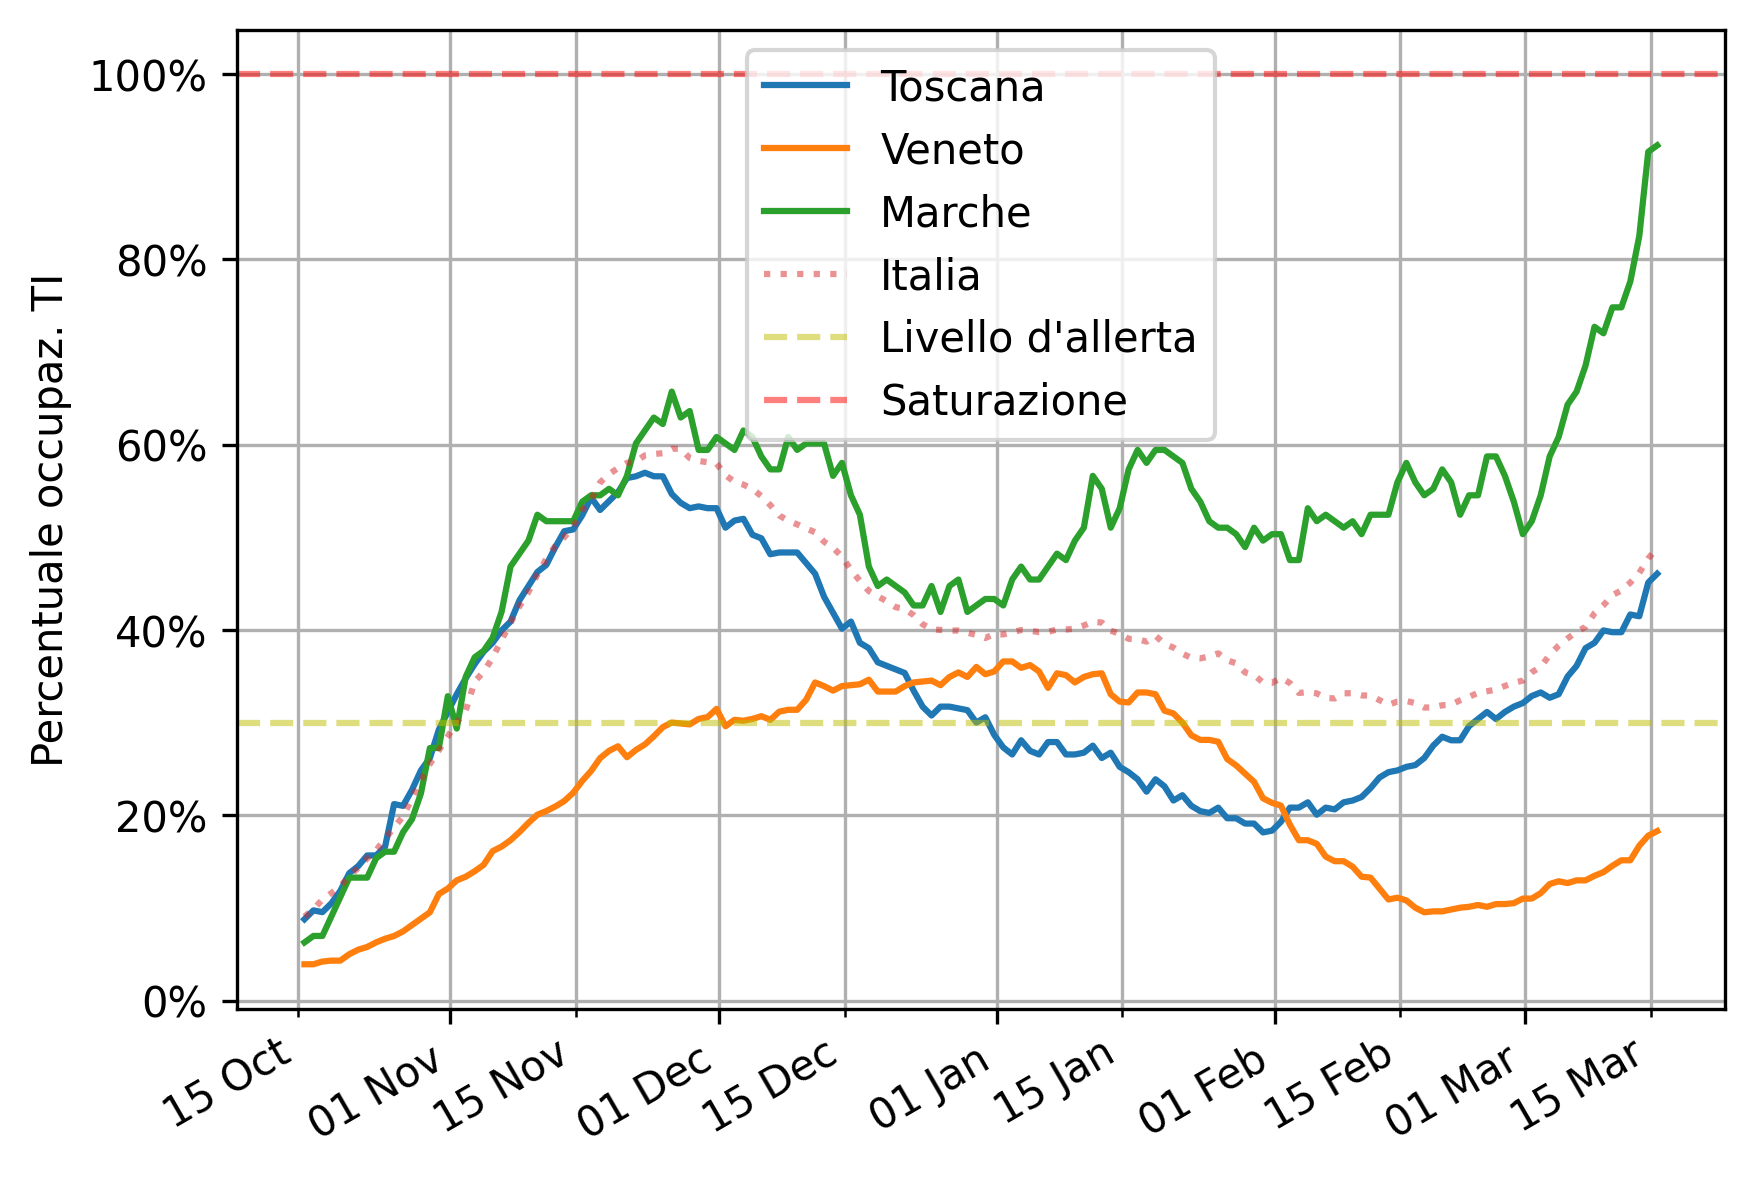 100%
80%
60%
40%
20%
0%
Percentuale occupaz. TI
Toscana
Veneto
Marche
Italia
Livello d'allerta
Saturazione
15 Oct
01 Nov
15 Nov
01 Dec
15 Dec
01 Jan
15 Jan
01 Feb
15 Feb
01 Mar
15 Mar